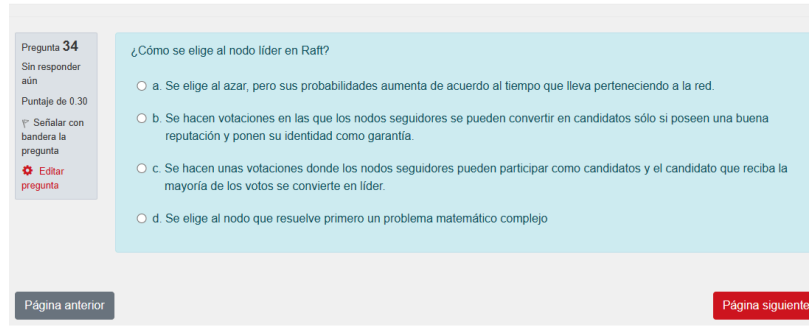 Pregunta 34
Sin responder
aún
Puntaje de 0.30
Señalar con
bandera la
pregunta
Editar
pregunta
¿Cómo se elige al nodo líder en Raft?
a. Se elige al azar, pero sus probabilidades aumenta de acuerdo al tiempo que lleva perteneciendo a la red.
b. Se hacen votaciones en las que los nodos seguidores se pueden convertir en candidatos sólo si poseen una buena
reputación y ponen su identidad como garantía.
c. Se hacen unas votaciones donde los nodos seguidores pueden participar como candidatos y el candidato que reciba la
mayoría de los votos se convierte en líder.
d. Se elige al nodo que resuelve primero un problema matemático complejo
Página anterior
Página siguiente